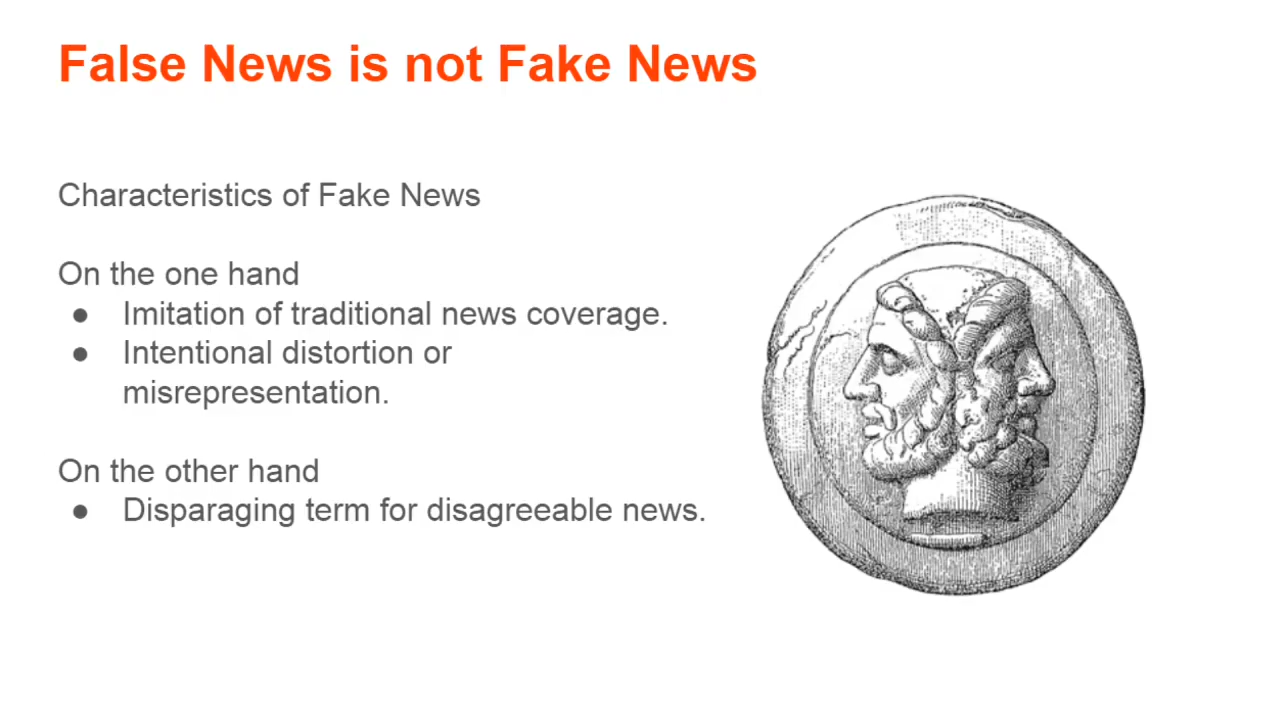 False News is not Fake News
Characteristics of Fake News
On the one hand
● Imitation of traditional news coverage.
● Intentional distortion or
misrepresentation.
On the other hand
● Disparaging term for disagreeable news.